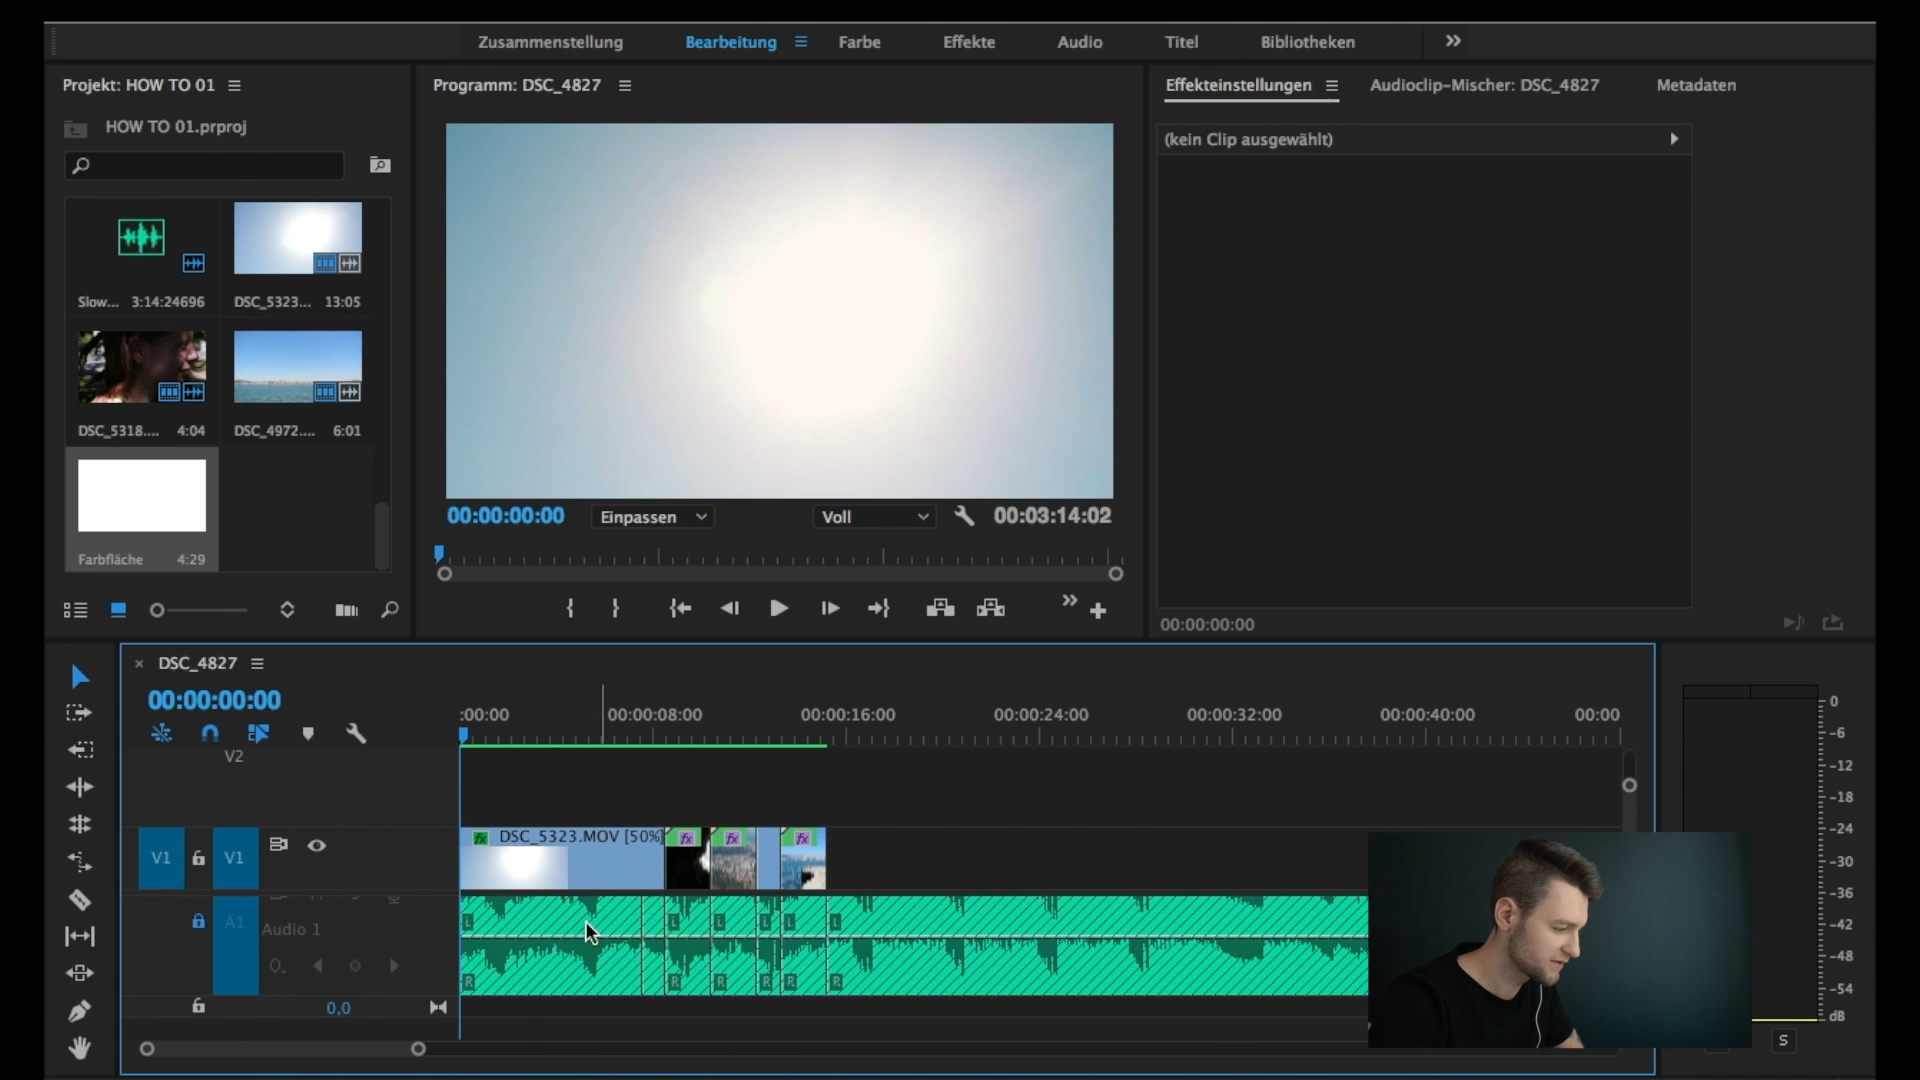 Zusammenstellung
Bearbeitung
Farbe
Effekte
Audio
Titel
Bibliotheken
Projekt: HOW TO 01
HOW TO 01.prproj
Slow... 3:14:24696
DSC_5323... 13:05
DSC_5318.... 4:04
DSC_4972.... 6:01
Farbfläche 4:29
Programm: DSC_4827
00:00:00:00
Einpassen
Voll
00:03:14:02
Effekteinstellungen
Audioclip-Mischer: DSC_4827
Metadaten
(kein Clip ausgewählt)
00:00:00:00
× DSC_4827
00:00:00:00
:00:00
00:00:08:00
00:00:16:00
00:00:24:00
00:00:32:00
00:00:40:00
00:00
V2
V1
V1
fx DSC_5323.MOV [50%]
fx
fx
fx
A1
Audio 1
L
L
L
L
L
L
R
R
R
R
R
R
0,0
0
-6
-12
-18
-24
-30
-36
-42
-48
-54
dB
S